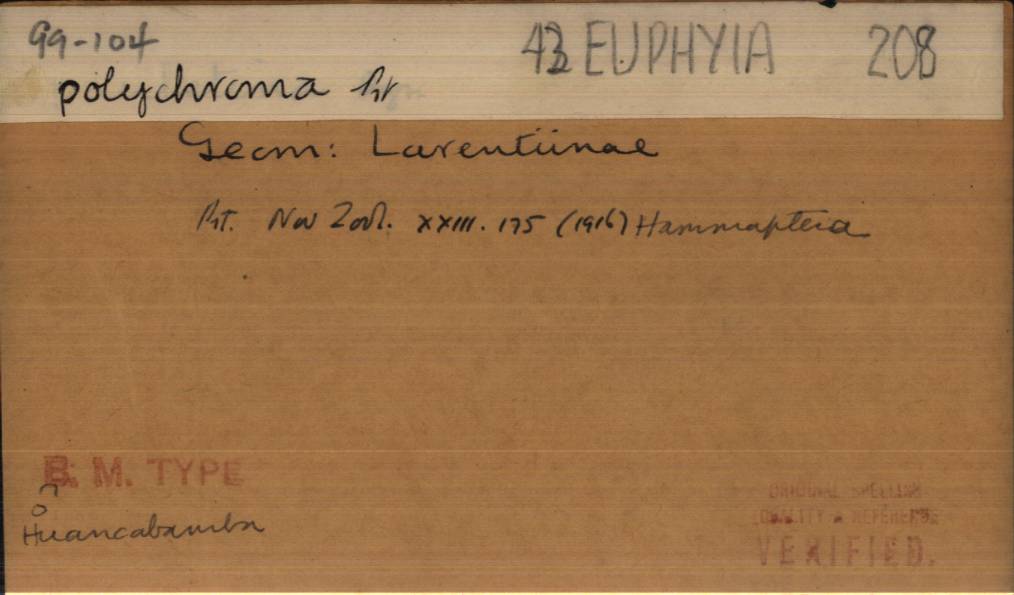 99-104 43 EUPHYIA 208
polychroma Prt
Geom: Larentiinae
Prt. Nov Zool. XXIII. 175 (1916) Hammaptera
B. M. TYPE
♂
Huancabamba
ORIGINAL SPELLING
LOCALITY & REFERENCE
VERIFIED.